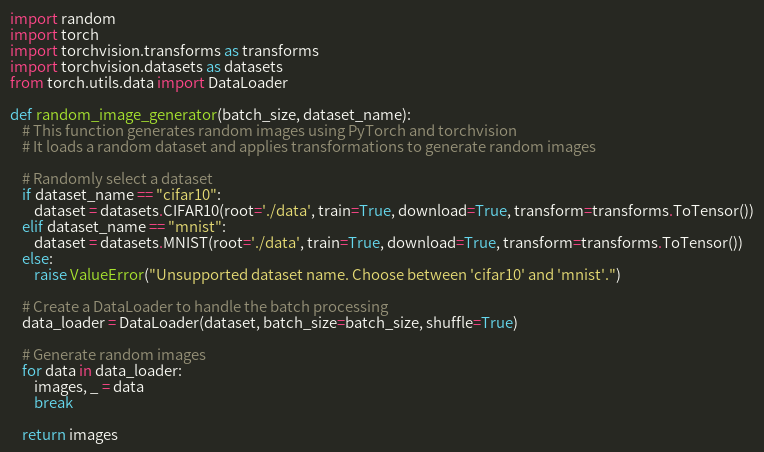 import random
import torch
import torchvision.transforms as transforms
import torchvision.datasets as datasets
from torch.utils.data import DataLoader

def random_image_generator(batch_size, dataset_name):
    # This function generates random images using PyTorch and torchvision
    # It loads a random dataset and applies transformations to generate random images

    # Randomly select a dataset
    if dataset_name == "cifar10":
        dataset = datasets.CIFAR10(root='./data', train=True, download=True, transform=transforms.ToTensor())
    elif dataset_name == "mnist":
        dataset = datasets.MNIST(root='./data', train=True, download=True, transform=transforms.ToTensor())
    else:
        raise ValueError("Unsupported dataset name. Choose between 'cifar10' and 'mnist'.")

    # Create a DataLoader to handle the batch processing
    data_loader = DataLoader(dataset, batch_size=batch_size, shuffle=True)

    # Generate random images
    for data in data_loader:
        images, _ = data
        break

    return images